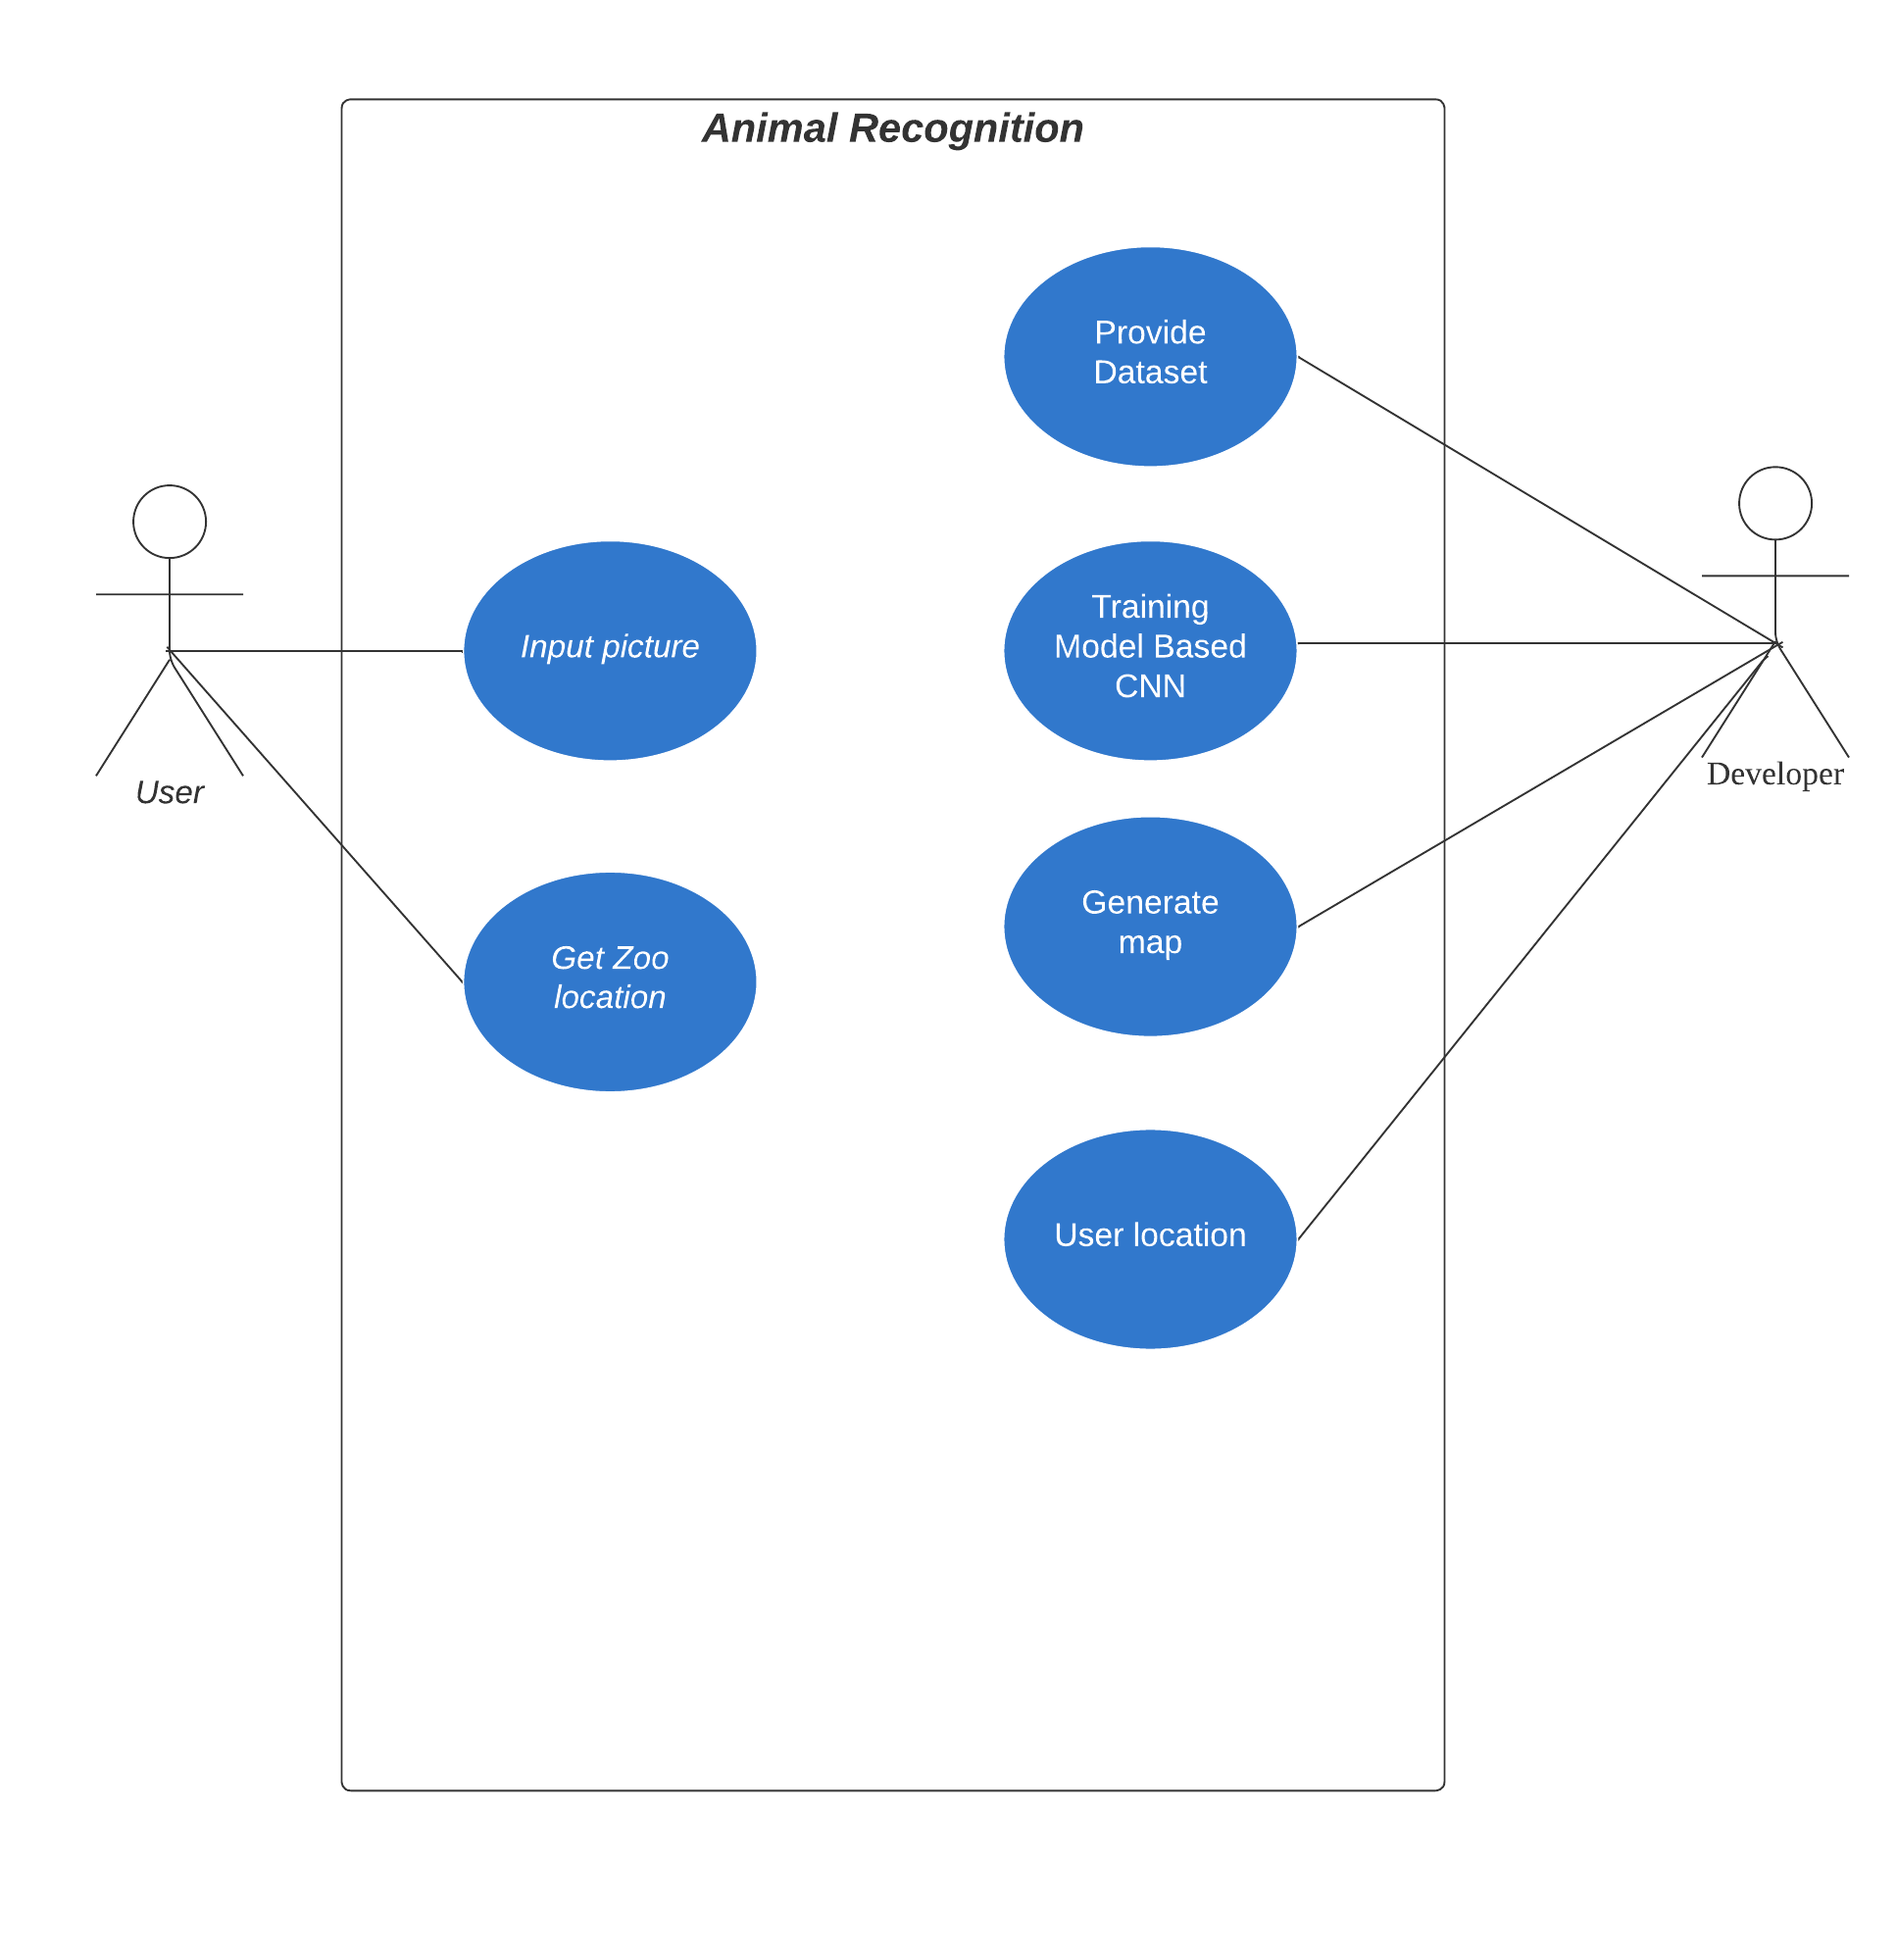 Animal Recognition
Provide
Dataset
Training
Model Based
CNN
Input picture
User
Developer
Generate
map
Get Zoo
location
User location